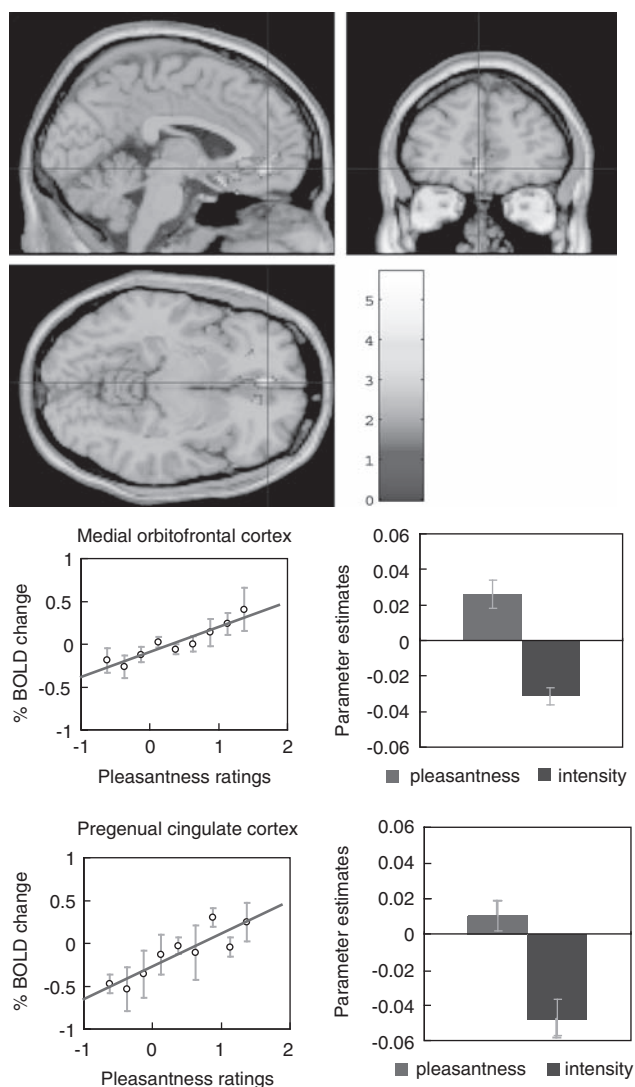 5
4
3
2
1
0
Medial orbitofrontal cortex
1
0.5
0
-0.5
-1
-1 0 1 2
% BOLD change
Pleasantness ratings
0.06
0.04
0.02
0
-0.02
-0.04
-0.06
Parameter estimates
pleasantness intensity
Pregenual cingulate cortex
1
0.5
0
-0.5
-1
-1 0 1 2
% BOLD change
Pleasantness ratings
0.06
0.04
0.02
0
-0.02
-0.04
-0.06
Parameter estimates
pleasantness intensity